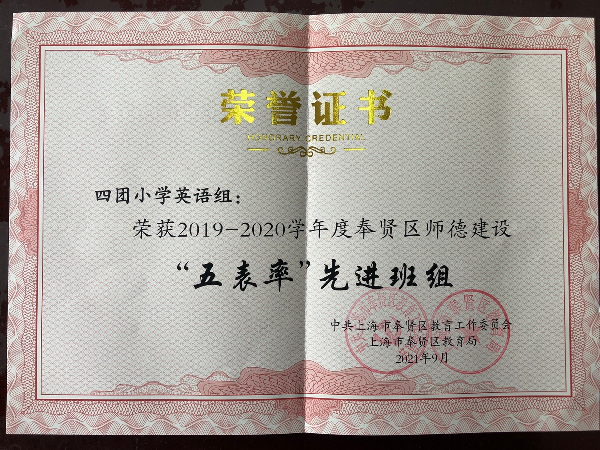 荣誉证书
HONORARY CREDENTIAL
四团小学英语组：
荣获2019-2020学年度奉贤区师德建设
“五表率”先进班组
中共上海市奉贤区教育工作委员会
上海市奉贤区教育局
2021年9月